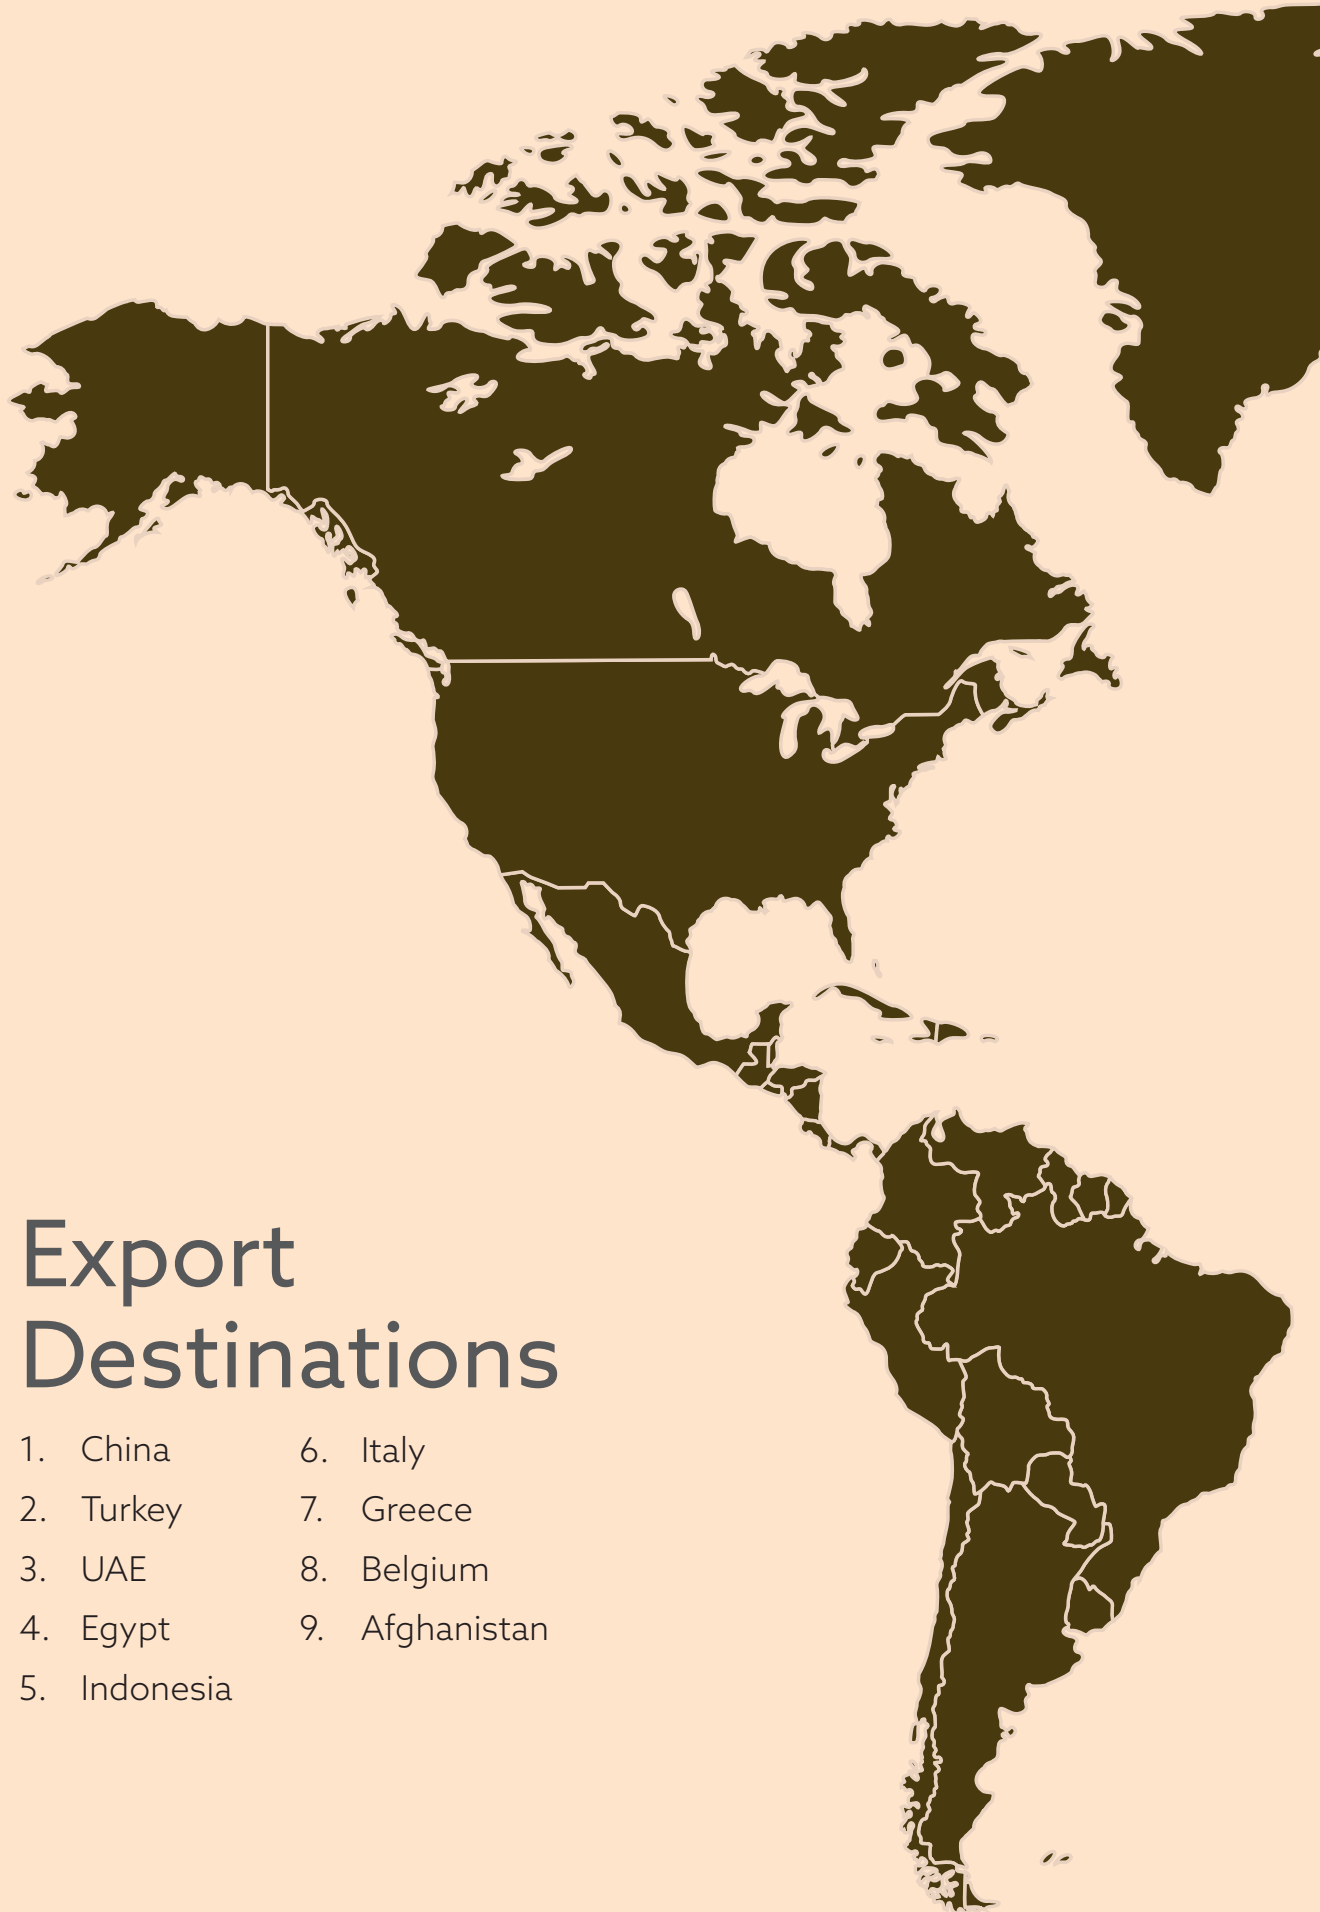 Export
Destinations
1. China
2. Turkey
3. UAE
4. Egypt
5. Indonesia
6. Italy
7. Greece
8. Belgium
9. Afghanistan